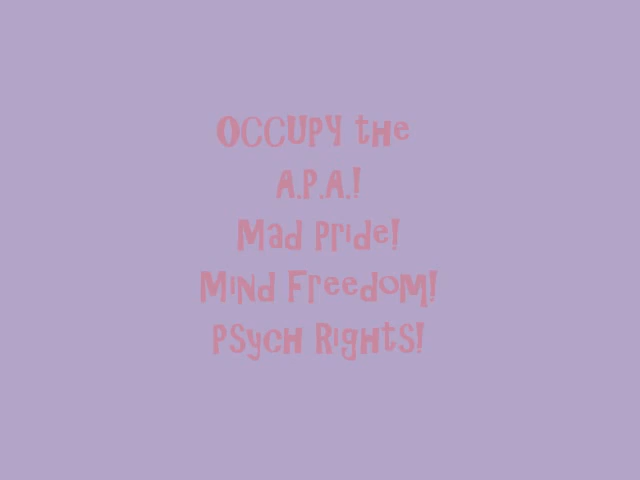 Occupy the
A.P.A.!
Mad Pride!
Mind Freedom!
Psych Rights!